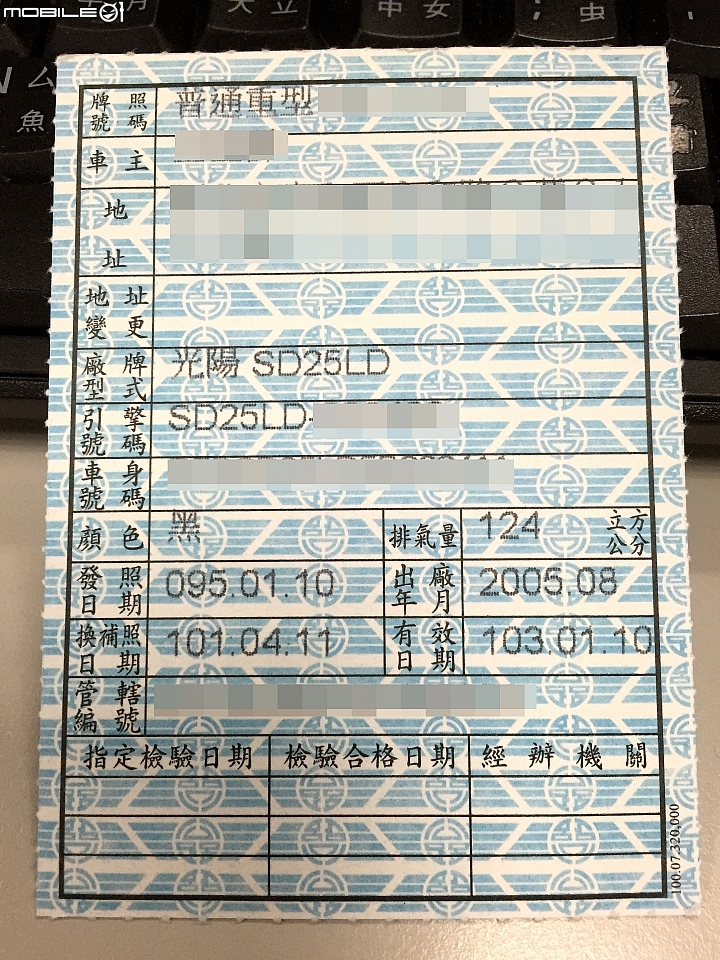 MOBILE01
牌照號碼 普通重型
車主
地址
地址變更
廠牌型式 光陽 SD25LD
引擎號碼 SD25LD-
車身號碼
顏色 黑 排氣量 124 立方公分
發照日期 095.01.10 出廠年月 2005.08
換補照日期 101.04.11 有效日期 103.01.10
管轄編號
指定檢驗日期 檢驗合格日期 經辦機關
100.07.320,000